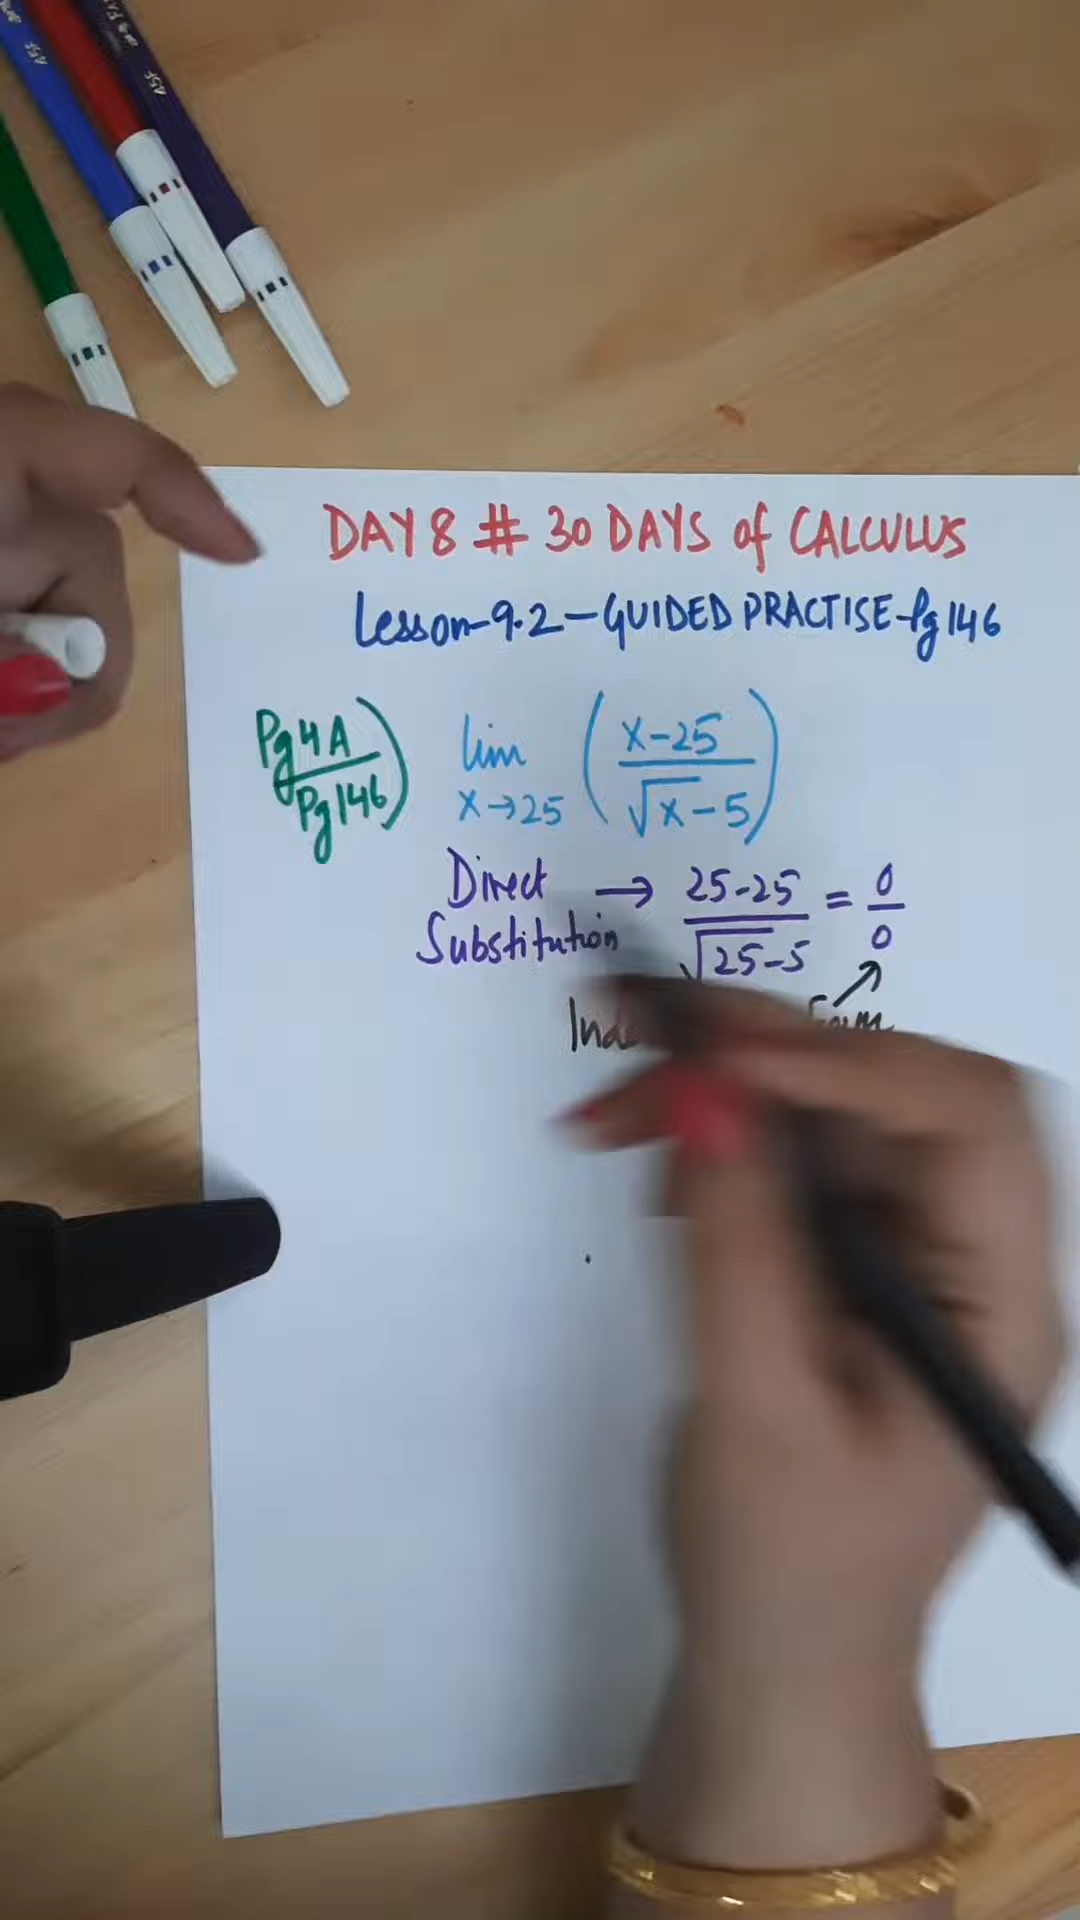 DAY 8 # 30 DAYS of CALCULUS
Lesson-9.2-GUIDED PRACTISE-Pg 146
Pg 4A / Pg 146) lim x→25 (x-25 / √x - 5)
Direct Substitution → 25-25 / √25-5 = 0 / 0
Form